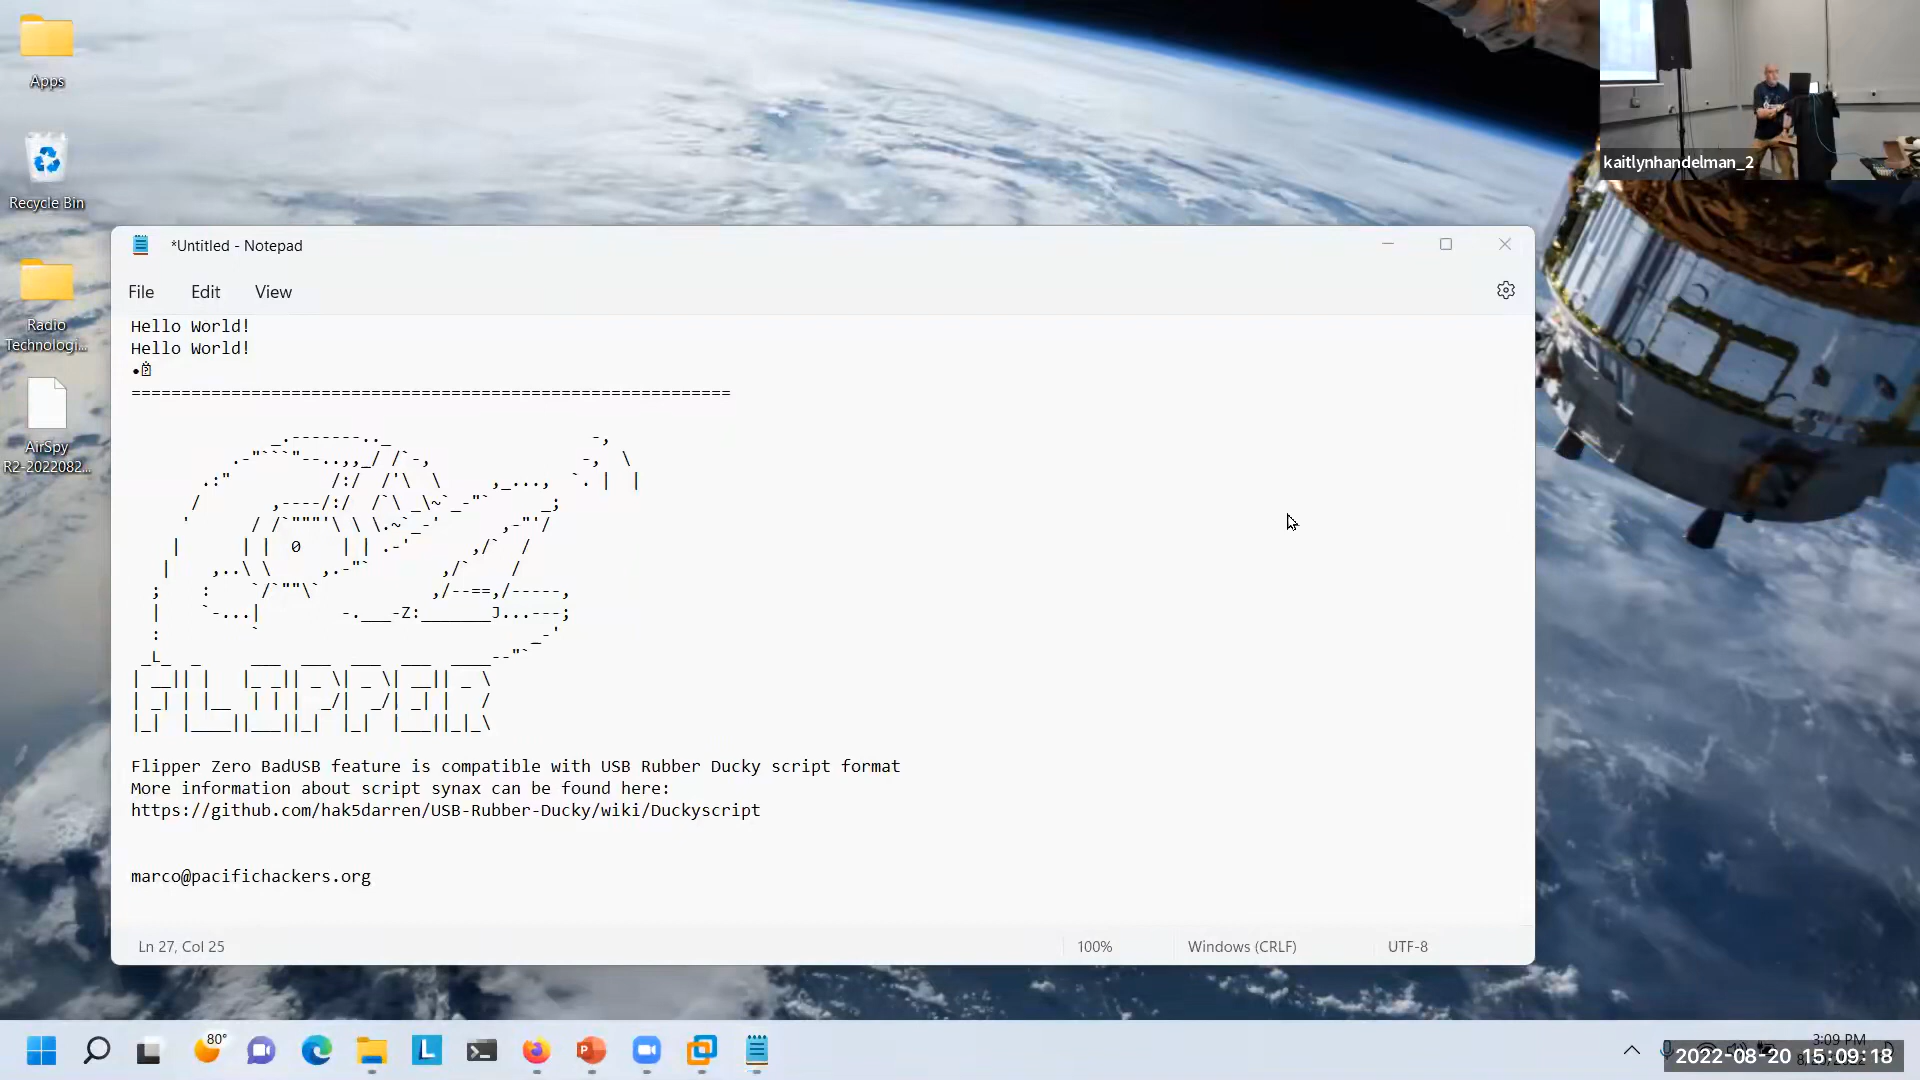 Apps
Recycle Bin
Radio
Technologi...
AirSpy
R2-2022082...
kaitlynhandelman_2
*Untitled - Notepad
File Edit View
Hello World!
Hello World!
============================================================
FLIPPER
Flipper Zero BadUSB feature is compatible with USB Rubber Ducky script format
More information about script synax can be found here:
https://github.com/hak5darren/USB-Rubber-Ducky/wiki/Duckyscript
marco@pacifichackers.org
Ln 27, Col 25
100%
Windows (CRLF)
UTF-8
80°
3:09 PM
2022-08-20 15:09:18